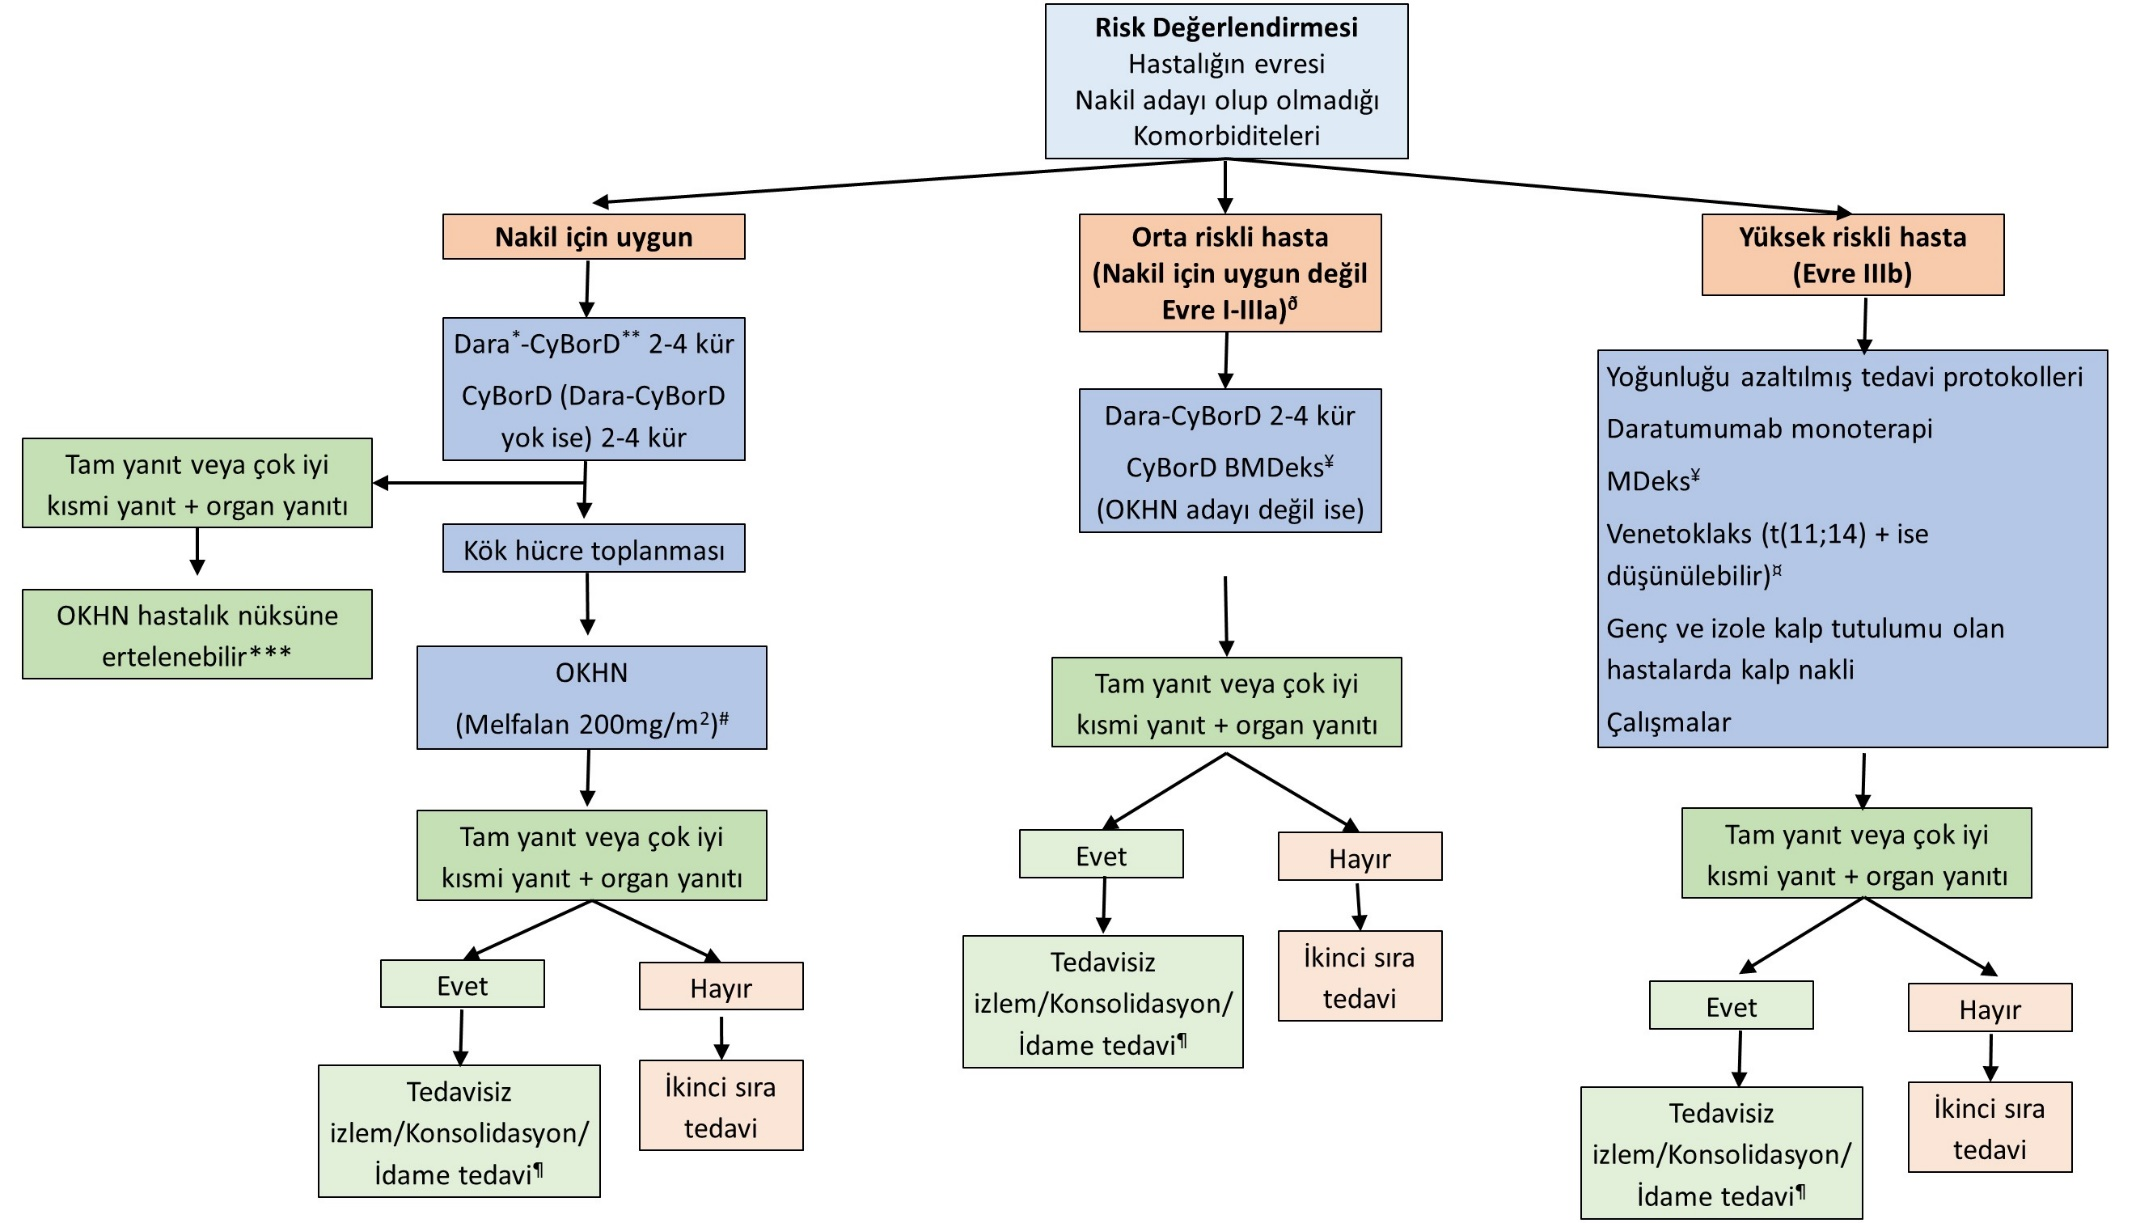 Risk Değerlendirmesi
Hastalığın evresi
Nakil adayı olup olmadığı
Komorbiditeleri
Nakil için uygun
Dara*-CyBorD** 2-4 kür
CyBorD (Dara-CyBorD
yok ise) 2-4 kür
Tam yanıt veya çok iyi
kısmi yanıt + organ yanıtı
OKHN hastalık nüksüne
ertelenebilir***
Kök hücre toplanması
OKHN
(Melfalan 200mg/m²)#
Tam yanıt veya çok iyi
kısmi yanıt + organ yanıtı
Evet
Hayır
Tedavisiz
izlem/Konsolidasyon/
İdame tedavi¶
İkinci sıra
tedavi
Orta riskli hasta
(Nakil için uygun değil
Evre I-IIIa)ð
Dara-CyBorD 2-4 kür
CyBorD BMDeks¥
(OKHN adayı değil ise)
Tam yanıt veya çok iyi
kısmi yanıt + organ yanıtı
Evet
Hayır
Tedavisiz
izlem/Konsolidasyon/
İdame tedavi¶
İkinci sıra
tedavi
Yüksek riskli hasta
(Evre IIIb)
Yoğunluğu azaltılmış tedavi protokolleri
Daratumumab monoterapi
MDeks¥
Venetoklaks (t(11;14) + ise
düşünülebilir)¤
Genç ve izole kalp tutulumu olan
hastalarda kalp nakli
Çalışmalar
Tam yanıt veya çok iyi
kısmi yanıt + organ yanıtı
Evet
Hayır
Tedavisiz
izlem/Konsolidasyon/
İdame tedavi¶
İkinci sıra
tedavi